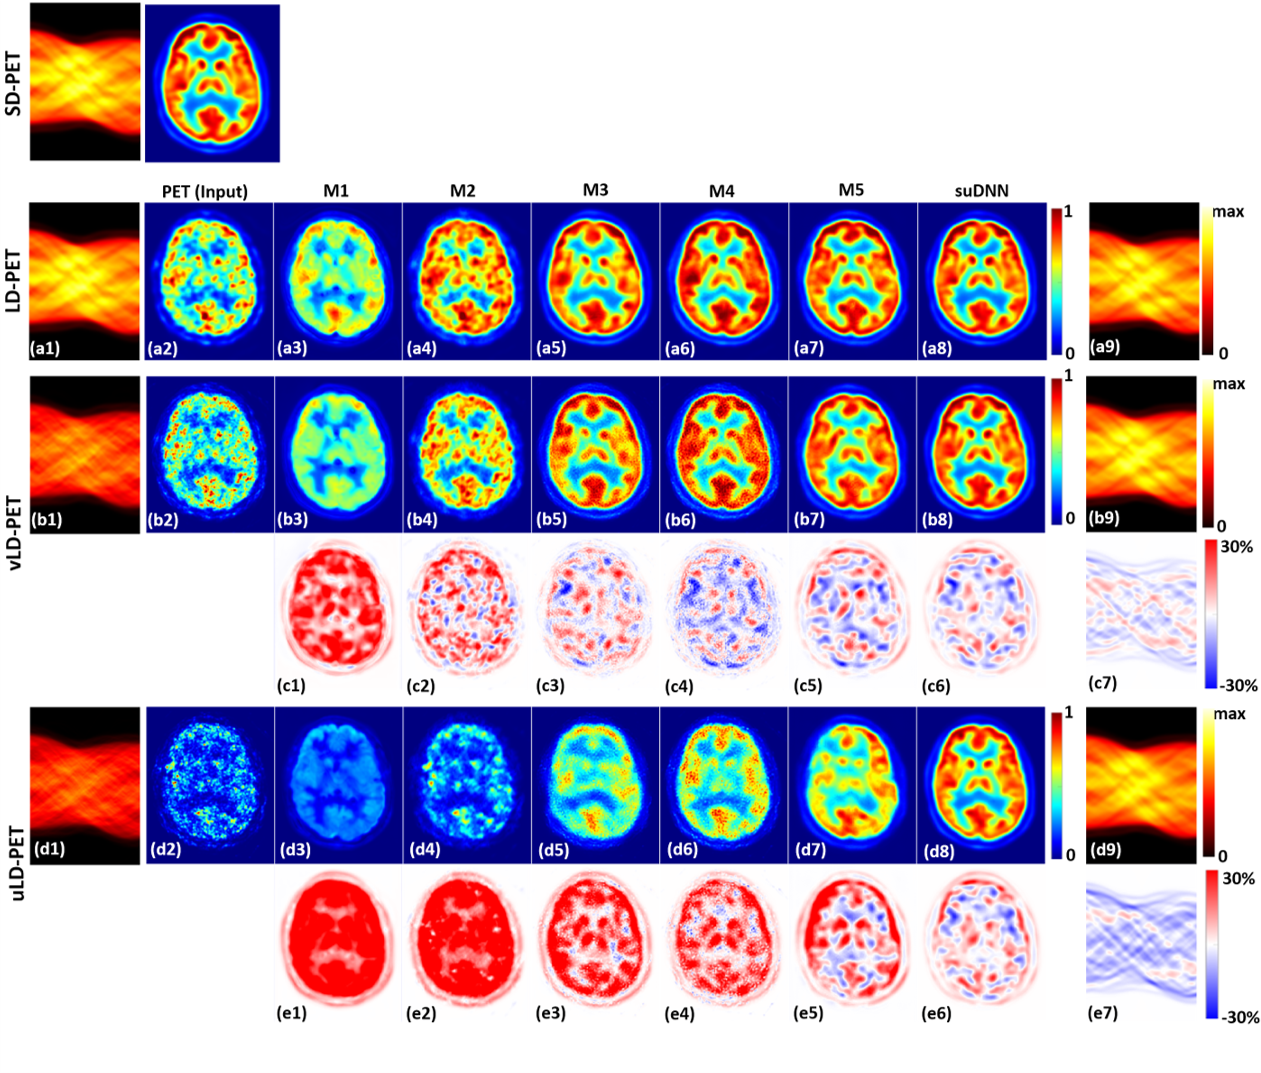 SD-PET
PET (Input) M1 M2 M3 M4 M5 suDNN
LD-PET
(a1) (a2) (a3) (a4) (a5) (a6) (a7) (a8) 1 0 (a9) max 0
vLD-PET
(b1) (b2) (b3) (b4) (b5) (b6) (b7) (b8) 1 0 (b9) max 0
(c1) (c2) (c3) (c4) (c5) (c6) (c7) 30% -30%
uLD-PET
(d1) (d2) (d3) (d4) (d5) (d6) (d7) (d8) 1 0 (d9) max 0
(e1) (e2) (e3) (e4) (e5) (e6) (e7) 30% -30%